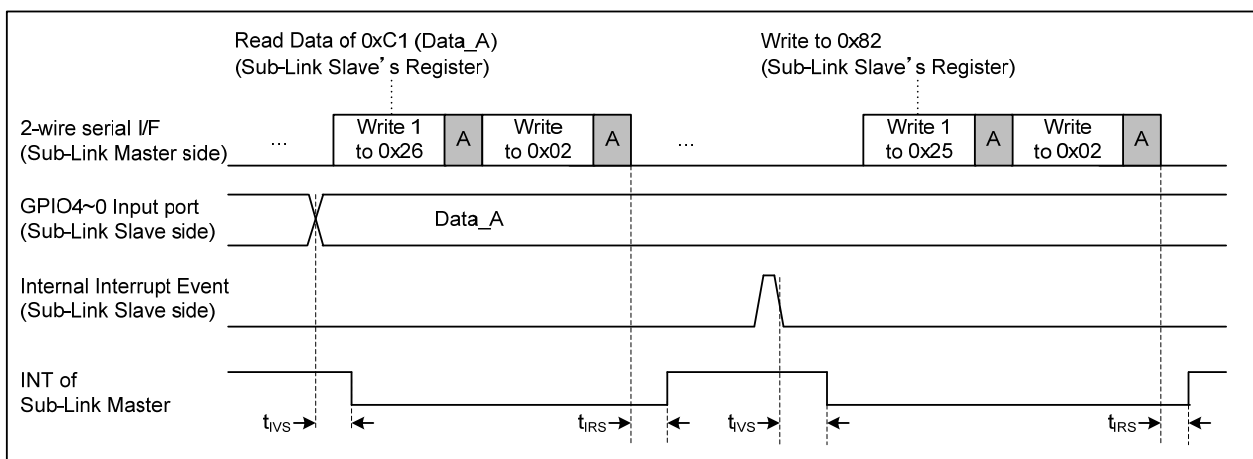 Read Data of 0xC1 (Data_A)
(Sub-Link Slave’s Register)
Write to 0x82
(Sub-Link Slave’s Register)
2-wire serial I/F
(Sub-Link Master side)
...
Write 1
to 0x26
A
Write
to 0x02
A
...
Write 1
to 0x25
A
Write
to 0x02
A
GPIO4~0 Input port
(Sub-Link Slave side)
Data_A
Internal Interrupt Event
(Sub-Link Slave side)
INT of
Sub-Link Master
tIVS
tIRS
tIVS
tIRS